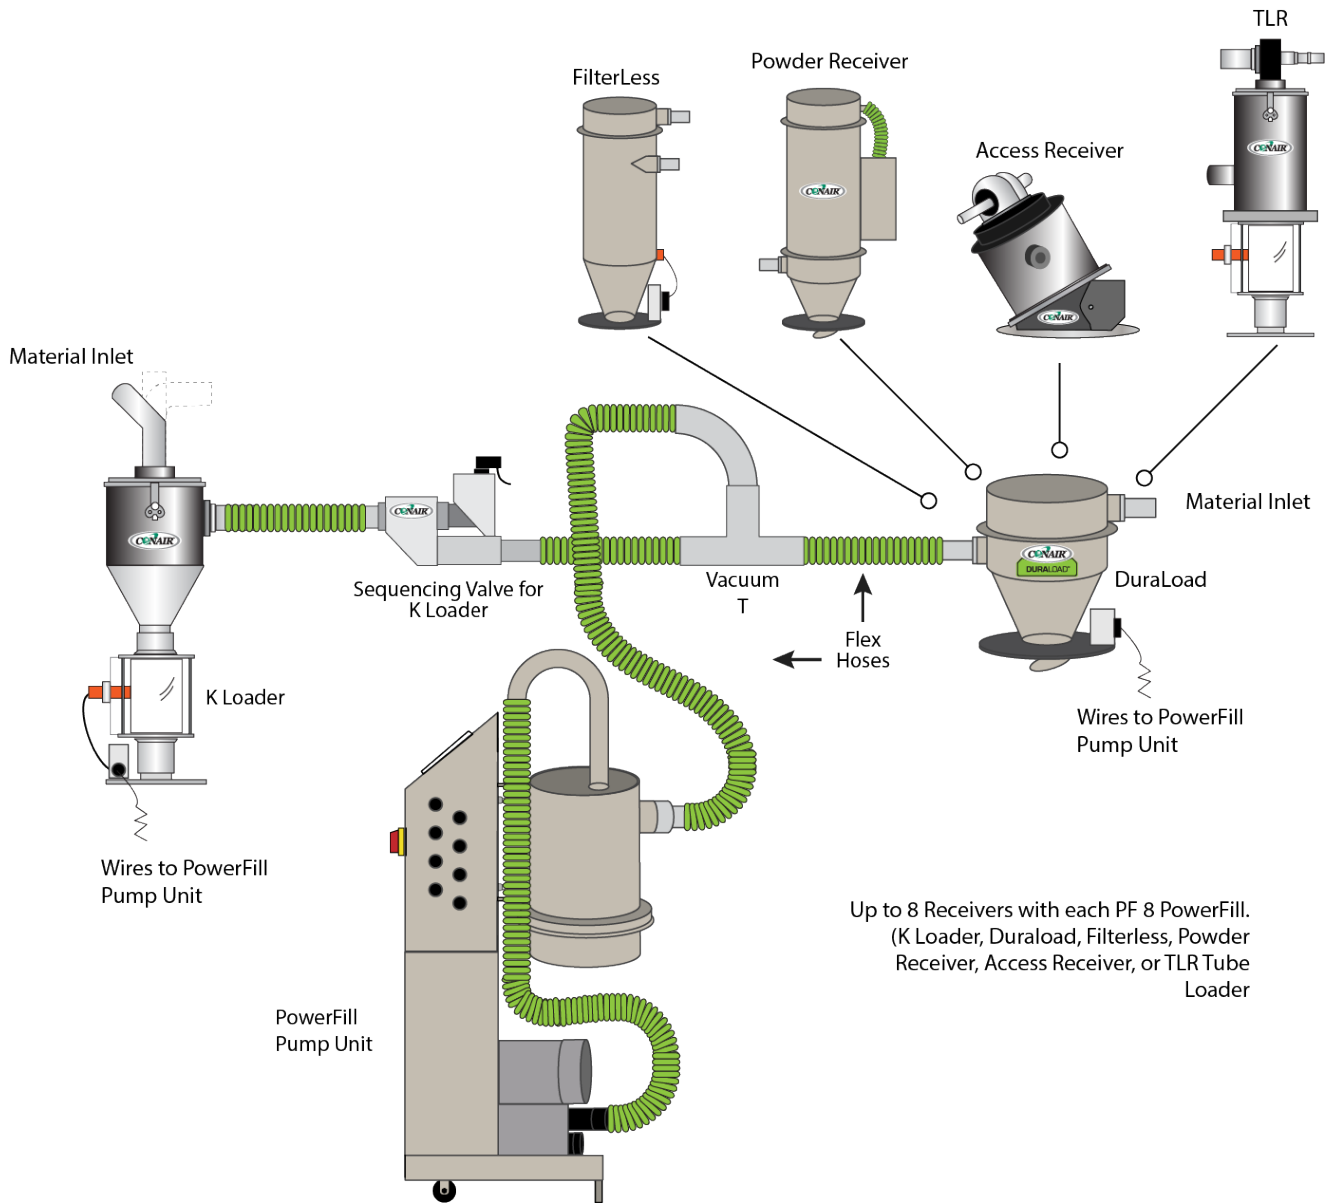 TLR
Powder Receiver
FilterLess
Access Receiver
CONAIR
CONAIR
CONAIR
Material Inlet
CONAIR
CONAIR
Material Inlet
CONAIR
DURALOAD
DuraLoad
Sequencing Valve for
K Loader
Vacuum
T
Flex
Hoses
K Loader
Wires to PowerFill
Pump Unit
Wires to PowerFill
Pump Unit
Up to 8 Receivers with each PF 8 PowerFill.
(K Loader, Duraload, Filterless, Powder
Receiver, Access Receiver, or TLR Tube
Loader
PowerFill
Pump Unit